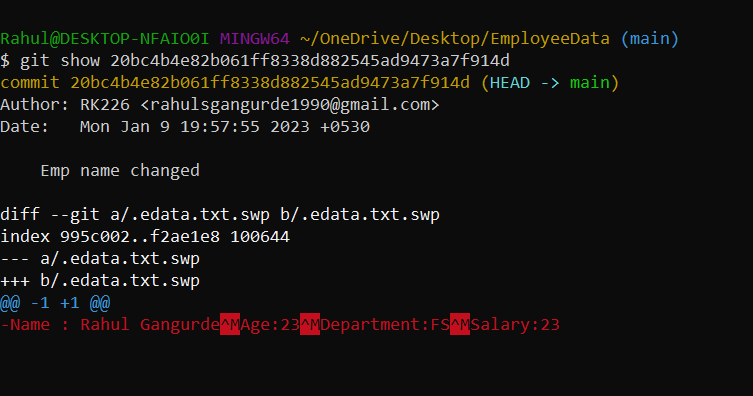 Rahul@DESKTOP-NFAIO0I MINGW64 ~/OneDrive/Desktop/EmployeeData (main)
$ git show 20bc4b4e82b061ff8338d882545ad9473a7f914d
commit 20bc4b4e82b061ff8338d882545ad9473a7f914d (HEAD -> main)
Author: RK226 <rahulsgangurde1990@gmail.com>
Date:   Mon Jan 9 19:57:55 2023 +0530
    Emp name changed
diff --git a/.edata.txt.swp b/.edata.txt.swp
index 995c002..f2ae1e8 100644
--- a/.edata.txt.swp
+++ b/.edata.txt.swp
@@ -1 +1 @@
-Name : Rahul Gangurde^MAge:23^MDepartment:FS^MSalary:23